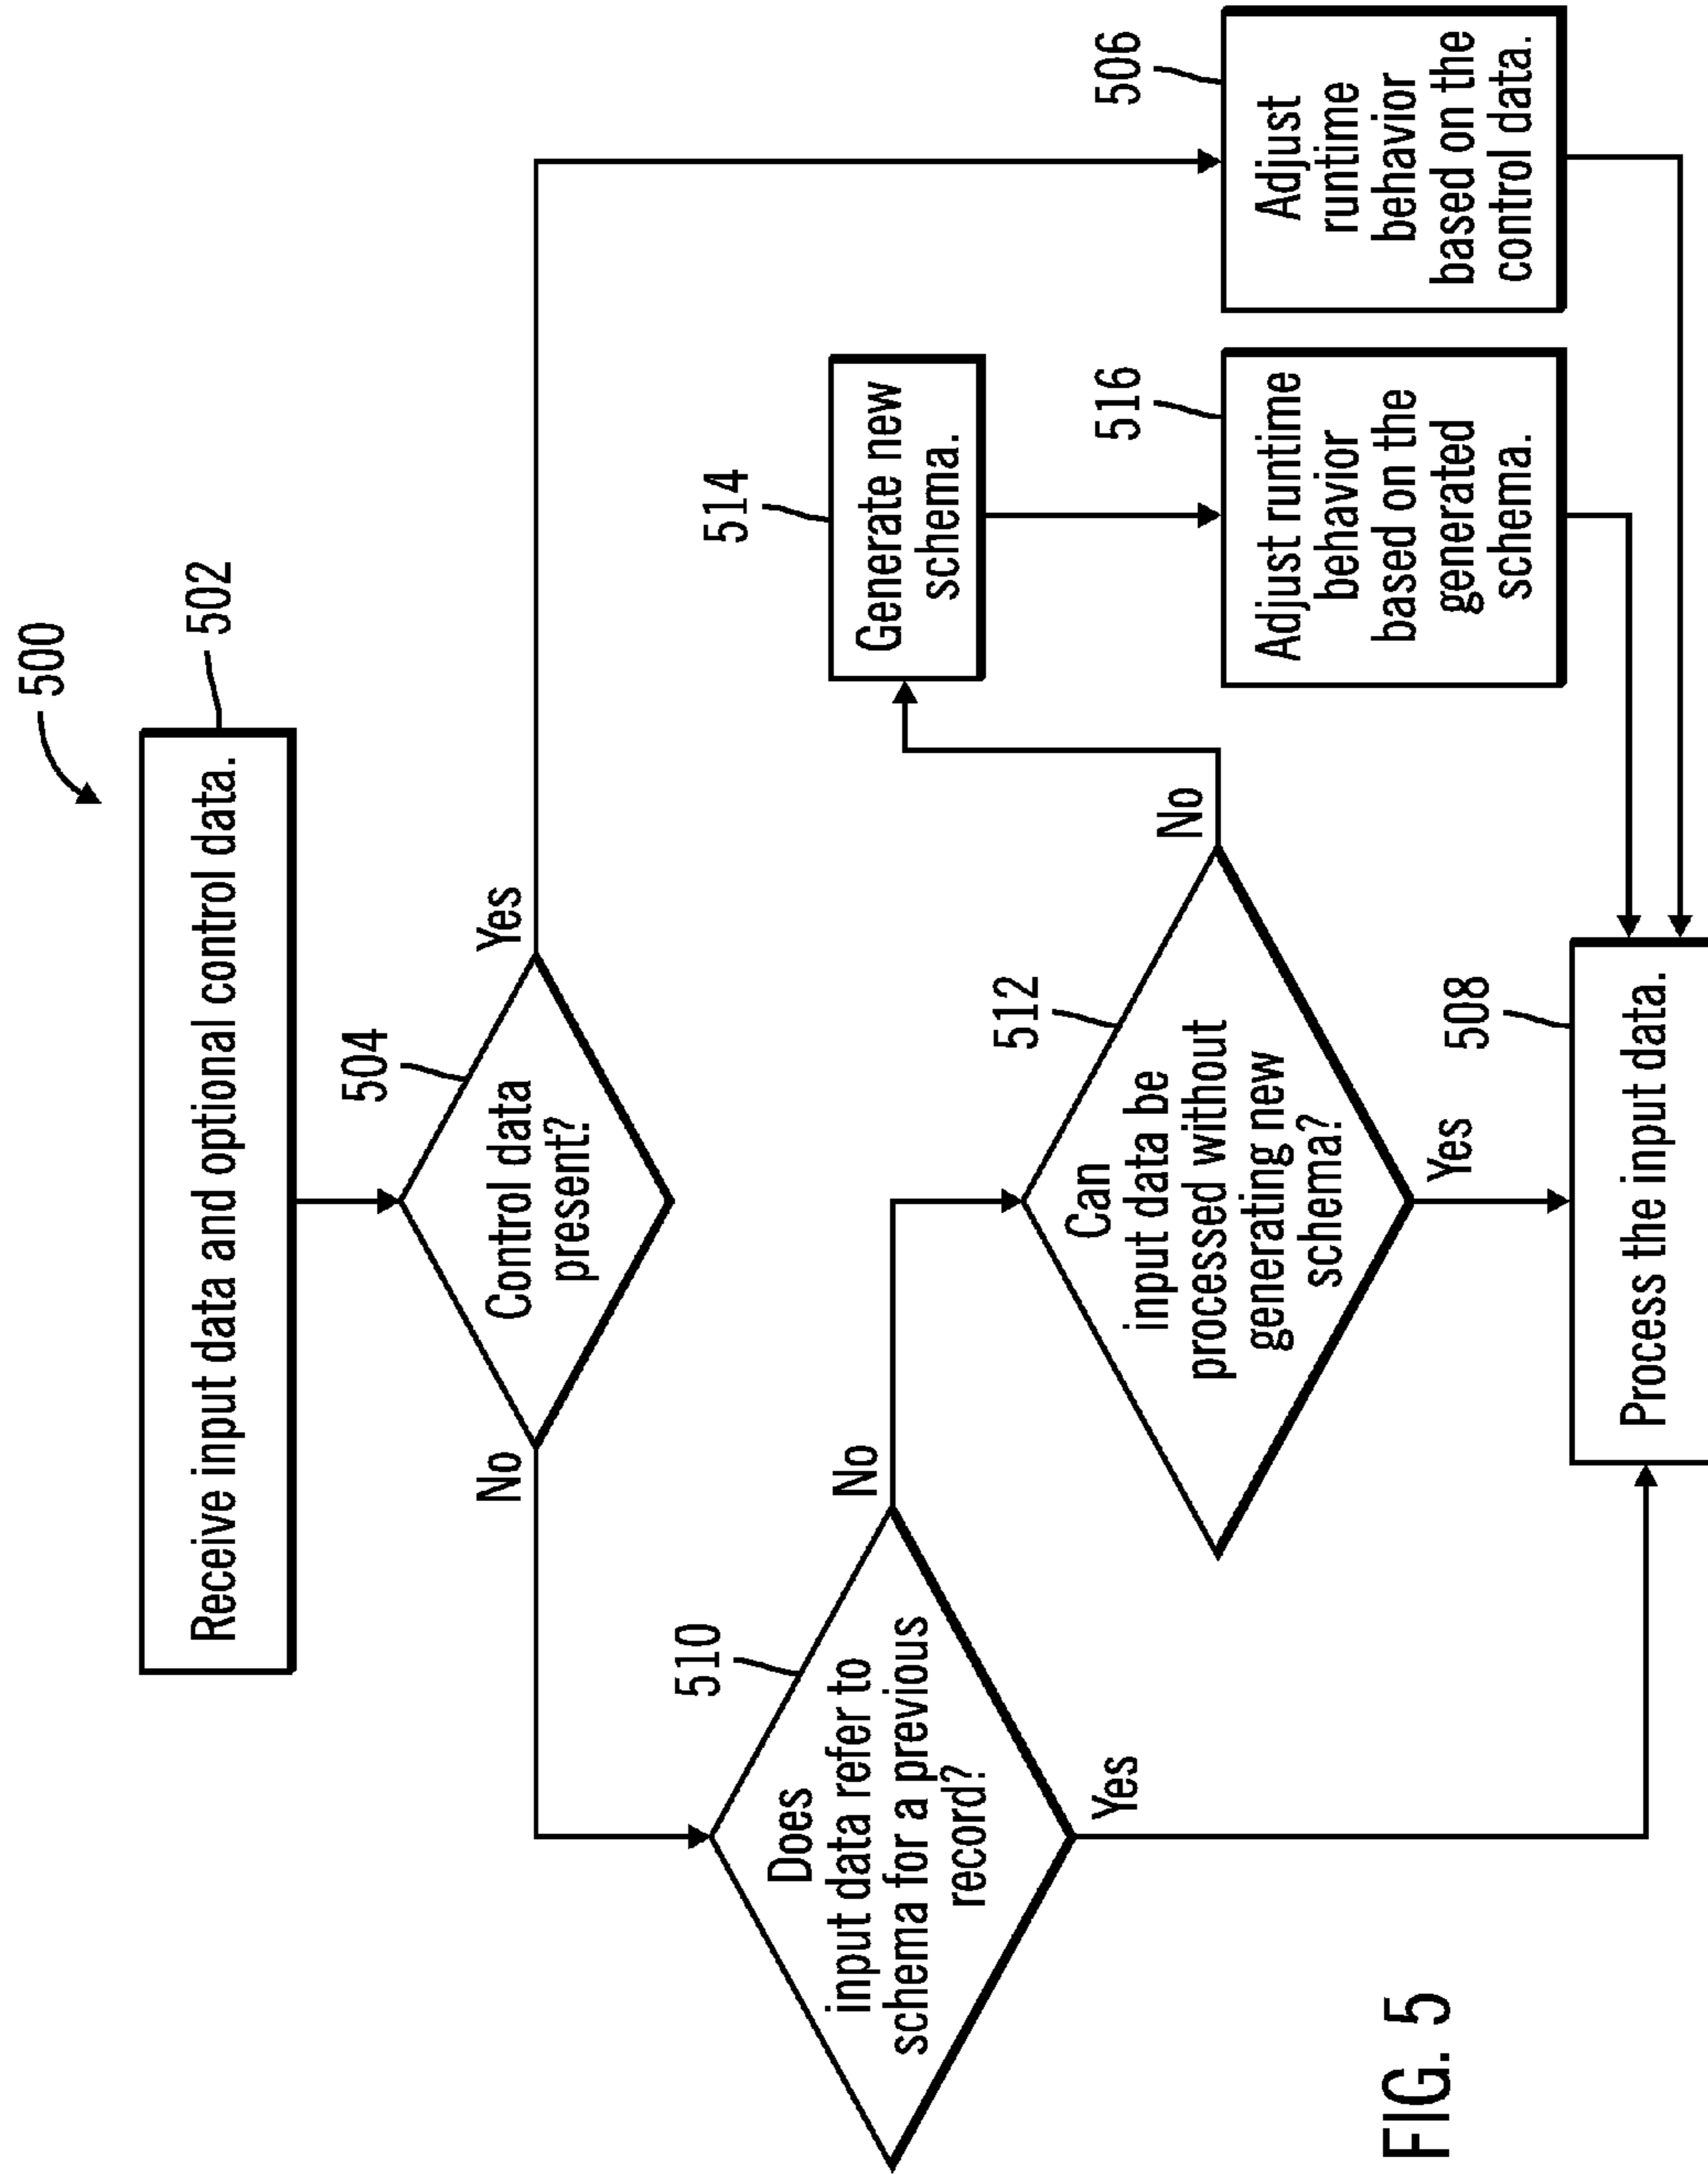 500
502
Receive input data and optional control data.
504
Control data
present?
No
Yes
510
Does
input data refer to
schema for a previous
record?
No
Yes
512
Can
input data be
processed without
generating new
schema?
No
Yes
514
Generate new
schema.
516
Adjust runtime
behavior
based on the
generated
schema.
506
Adjust
runtime
behavior
based on the
control data.
508
Process the input data.
FIG. 5